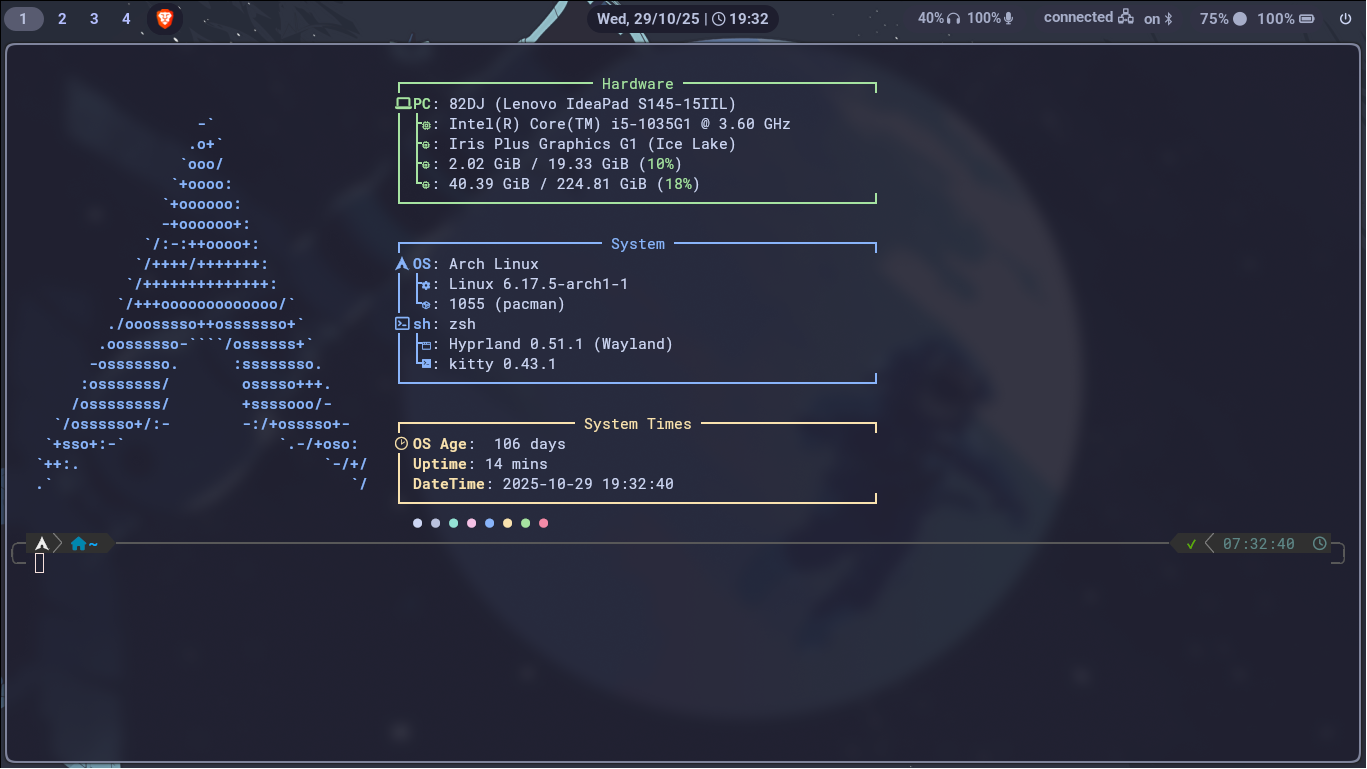 1 2 3 4 Wed, 29/10/25 | 19:32 40% 100% connected on 75% 100%
Hardware
PC: 82DJ (Lenovo IdeaPad S145-15IIL)
: Intel(R) Core(TM) i5-1035G1 @ 3.60 GHz
: Iris Plus Graphics G1 (Ice Lake)
: 2.02 GiB / 19.33 GiB (10%)
: 40.39 GiB / 224.81 GiB (18%)
System
OS: Arch Linux
: Linux 6.17.5-arch1-1
: 1055 (pacman)
sh: zsh
: Hyprland 0.51.1 (Wayland)
: kitty 0.43.1
System Times
OS Age:  106 days
Uptime: 14 mins
DateTime: 2025-10-29 19:32:40
~ ✓ 07:32:40